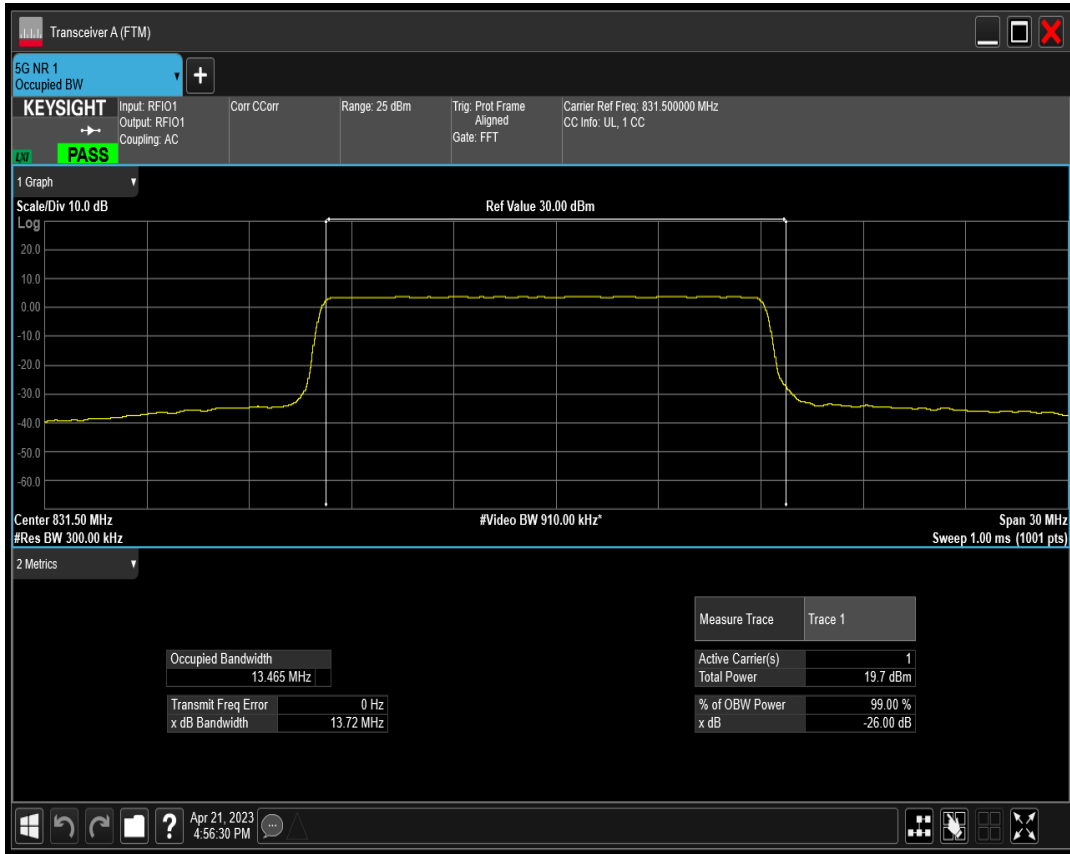 Transceiver A (FTM)
5G NR 1
Occupied BW
+
KEYSIGHT
LXI
PASS
Input: RFIO1
Output: RFIO1
Coupling: AC
Corr CCorr
Range: 25 dBm
Trig: Prot Frame
Aligned
Gate: FFT
Carrier Ref Freq: 831.500000 MHz
CC Info: UL, 1 CC
1 Graph
Scale/Div 10.0 dB
Ref Value 30.00 dBm
Log
20.0
10.0
0.00
-10.0
-20.0
-30.0
-40.0
-50.0
-60.0
Center 831.50 MHz
#Video BW 910.00 kHz*
Span 30 MHz
#Res BW 300.00 kHz
Sweep 1.00 ms (1001 pts)
2 Metrics
Measure Trace Trace 1
Occupied Bandwidth
13.465 MHz
Active Carrier(s) 1
Total Power 19.7 dBm
Transmit Freq Error 0 Hz
x dB Bandwidth 13.72 MHz
% of OBW Power 99.00 %
x dB -26.00 dB
?
Apr 21, 2023
4:56:30 PM